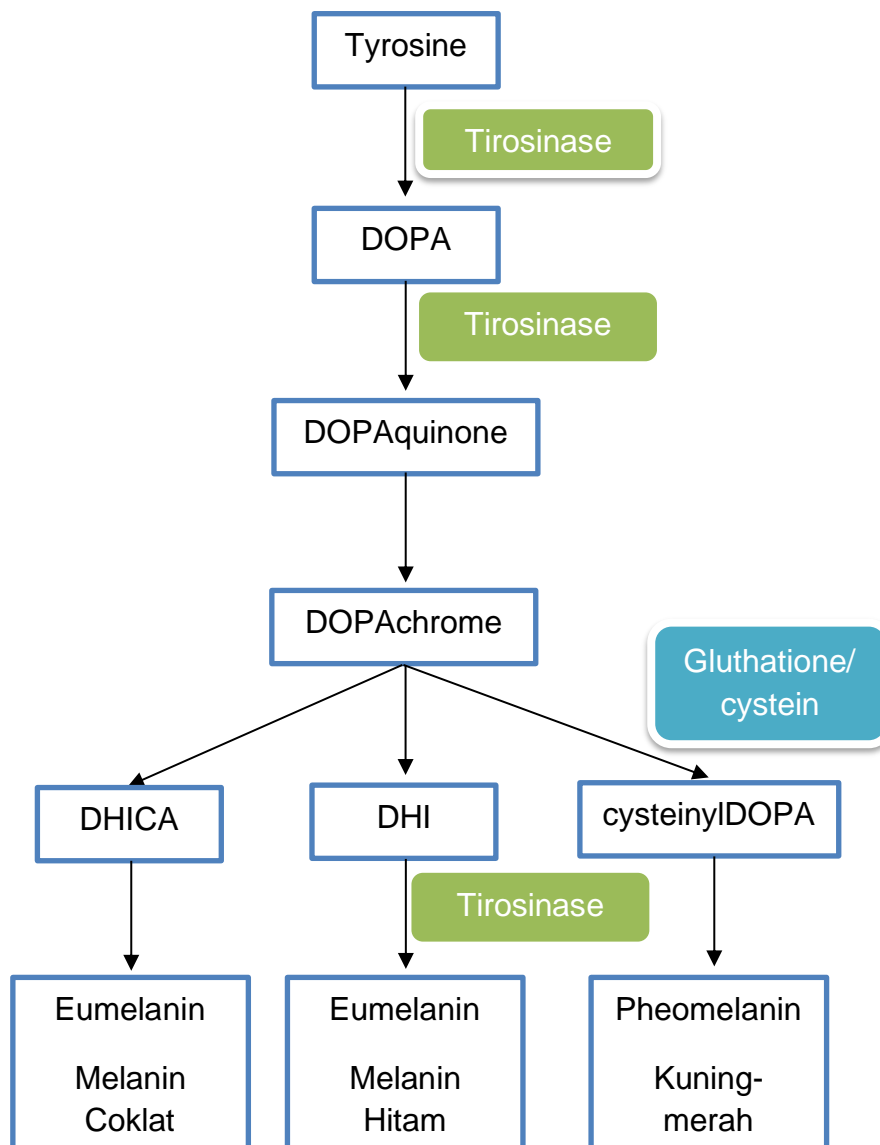 Tyrosine
Tirosinase
DOPA
Tirosinase
DOPAquinone
DOPAchrome
Gluthatione/
cystein
DHICA
DHI
cysteinylDOPA
Tirosinase
Eumelanin
Melanin
Coklat
Eumelanin
Melanin
Hitam
Pheomelanin
Kuning-
merah